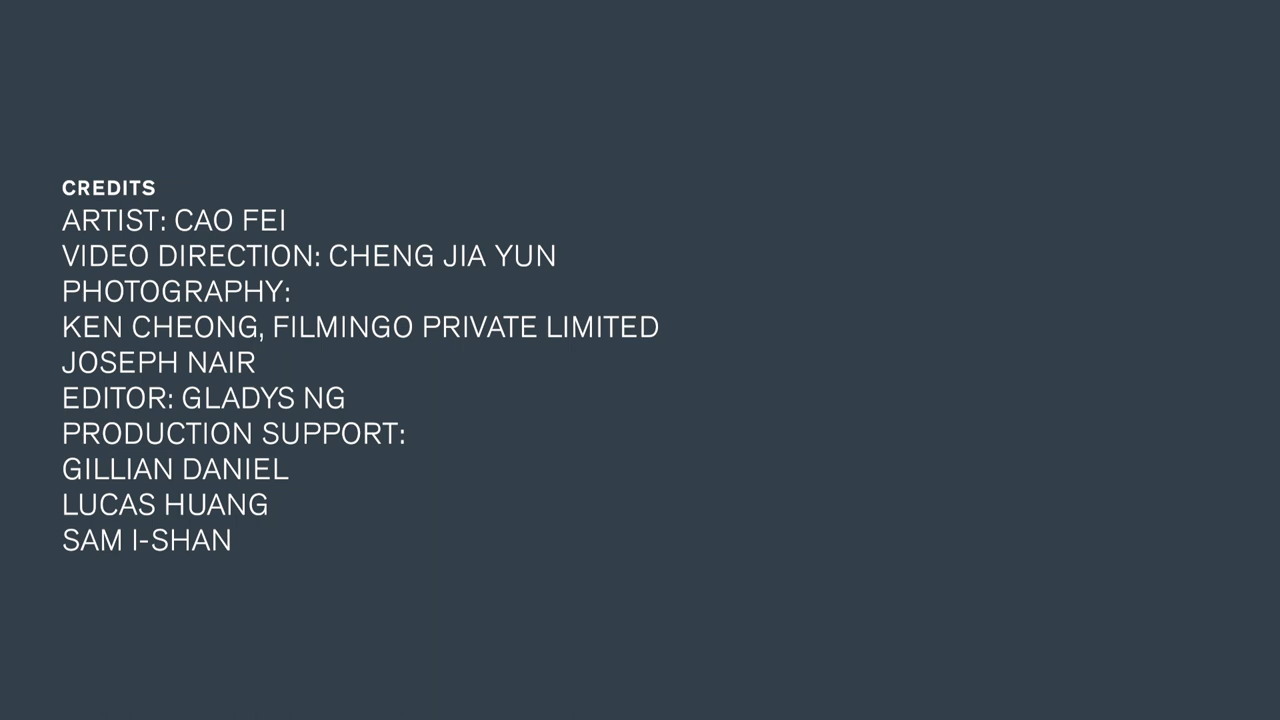 CREDITS
ARTIST: CAO FEI
VIDEO DIRECTION: CHENG JIA YUN
PHOTOGRAPHY:
KEN CHEONG, FILMINGO PRIVATE LIMITED
JOSEPH NAIR
EDITOR: GLADYS NG
PRODUCTION SUPPORT:
GILLIAN DANIEL
LUCAS HUANG
SAM I-SHAN